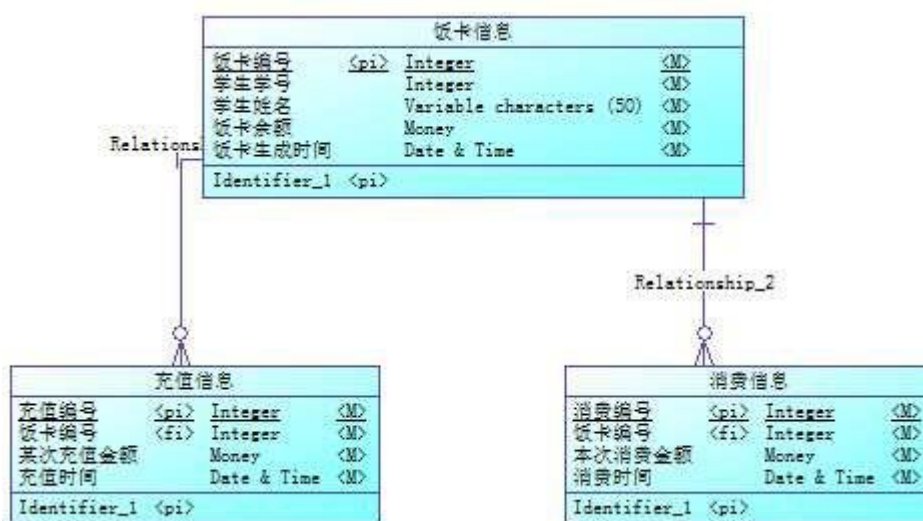 饭卡信息
饭卡编号 <pi> Integer <M>
学生学号 Integer <M>
学生姓名 Variable characters (50) <M>
饭卡余额 Money <M>
饭卡生成时间 Date & Time <M>
Identifier_1 <pi>
Relations
Relationship_2
充值信息
充值编号 <pi> Integer <M>
饭卡编号 <fi> Integer <M>
某次充值金额 Money <M>
充值时间 Date & Time <M>
Identifier_1 <pi>
消费信息
消费编号 <pi> Integer <M>
饭卡编号 <fi> Integer <M>
本次消费金额 Money <M>
消费时间 Date & Time <M>
Identifier_1 <pi>